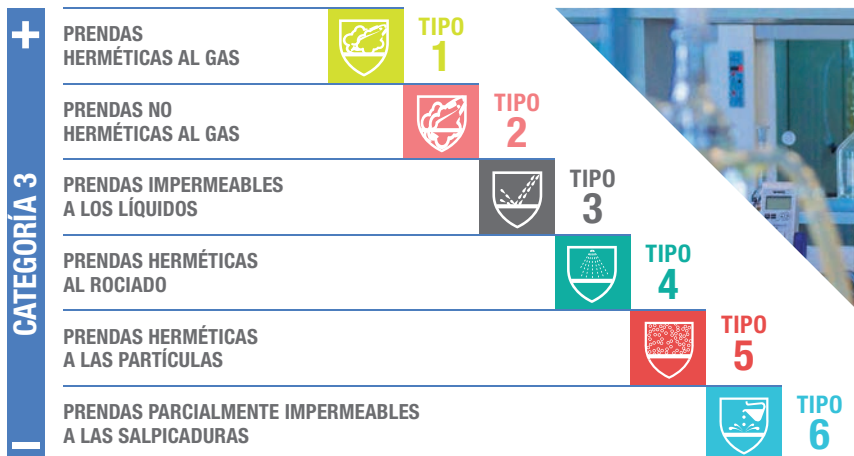 +
CATEGORÍA 3
–
PRENDAS
HERMÉTICAS AL GAS
TIPO
1
PRENDAS NO
HERMÉTICAS AL GAS
TIPO
2
PRENDAS IMPERMEABLES
A LOS LÍQUIDOS
TIPO
3
PRENDAS HERMÉTICAS
AL ROCIADO
TIPO
4
PRENDAS HERMÉTICAS
A LAS PARTÍCULAS
TIPO
5
PRENDAS PARCIALMENTE IMPERMEABLES
A LAS SALPICADURAS
TIPO
6